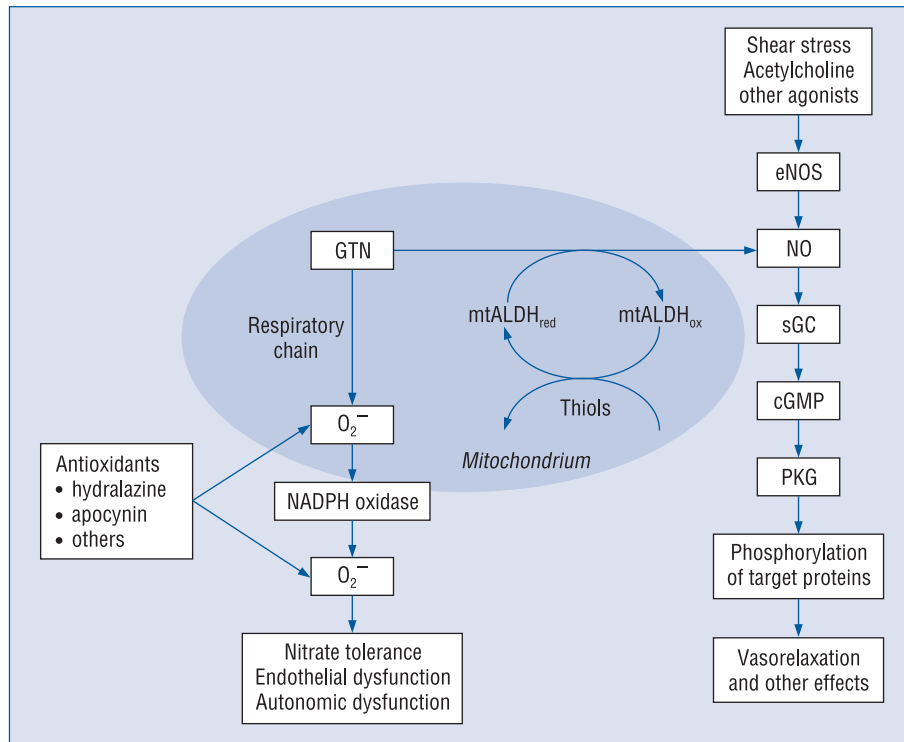 Shear stress
Acetylcholine
other agonists
eNOS
GTN
NO
mtALDHred
mtALDHox
Respiratory
chain
sGC
Thiols
cGMP
O2−
Mitochondrium
Antioxidants
• hydralazine
• apocynin
• others
NADPH oxidase
PKG
O2−
Phosphorylation
of target proteins
Nitrate tolerance
Endothelial dysfunction
Autonomic dysfunction
Vasorelaxation
and other effects